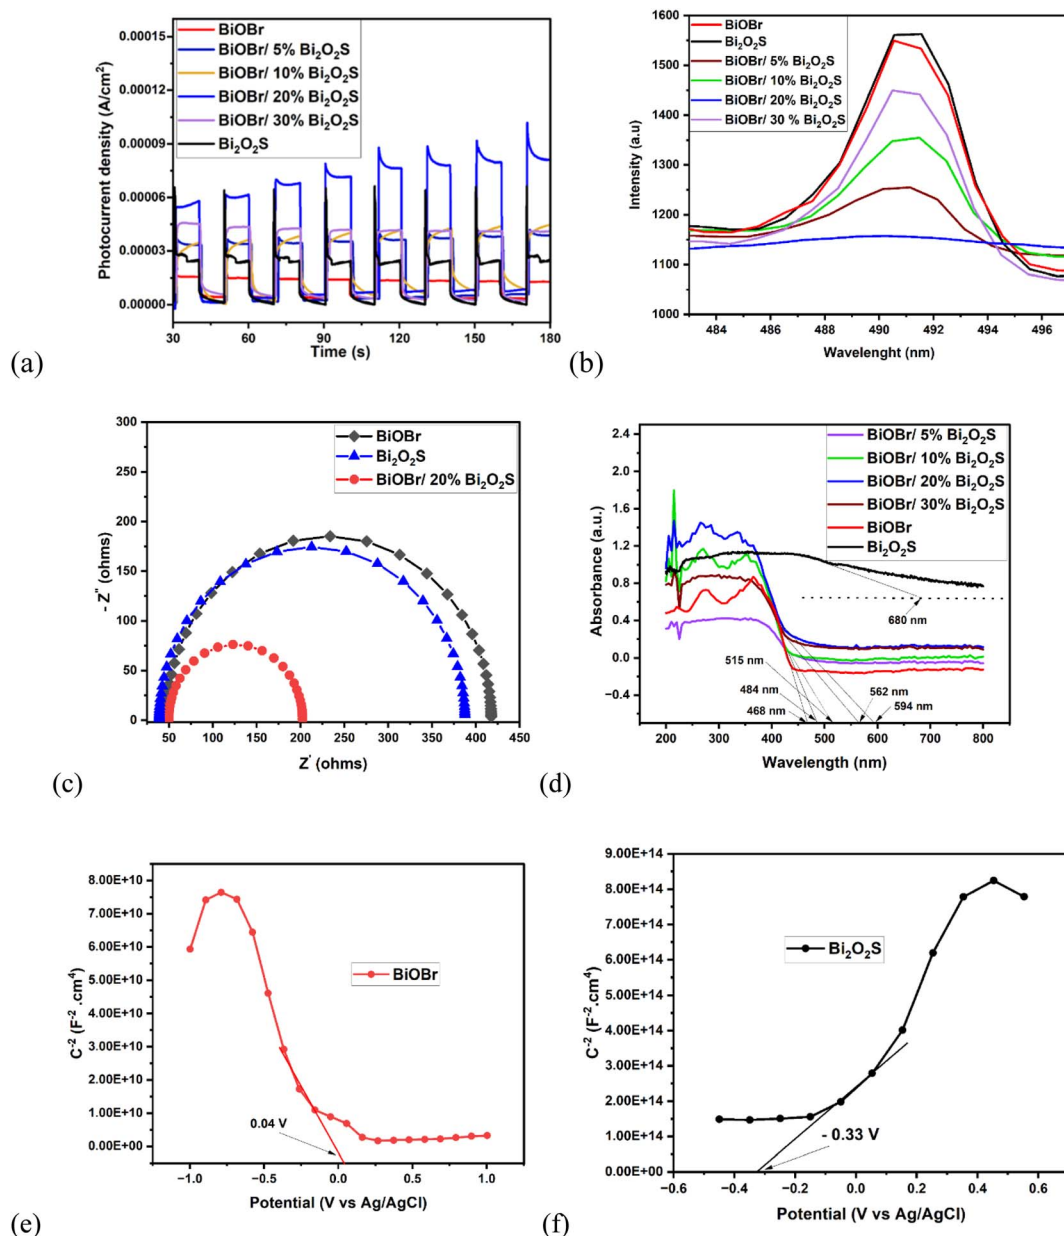 BiOBr
BiOBr/ 5% Bi₂O₂S
BiOBr/ 10% Bi₂O₂S
BiOBr/ 20% Bi₂O₂S
BiOBr/ 30% Bi₂O₂S
Bi₂O₂S
Photocurrent density (A/cm²)
0.00015
0.00012
0.00009
0.00006
0.00003
0.00000
30 60 90 120 150 180
Time (s)
(a)
BiOBr
Bi₂O₂S
BiOBr/ 5% Bi₂O₂S
BiOBr/ 10% Bi₂O₂S
BiOBr/ 20% Bi₂O₂S
BiOBr/ 30 % Bi₂O₂S
Intensity (a.u)
1600
1500
1400
1300
1200
1100
1000
484 486 488 490 492 494 496
Wavelenght (nm)
(b)
BiOBr
Bi₂O₂S
BiOBr/ 20% Bi₂O₂S
- Z" (ohms)
300
250
200
150
100
50
0
50 100 150 200 250 300 350 400 450
Z' (ohms)
(c)
BiOBr/ 5% Bi₂O₂S
BiOBr/ 10% Bi₂O₂S
BiOBr/ 20% Bi₂O₂S
BiOBr/ 30% Bi₂O₂S
BiOBr
Bi₂O₂S
Absorbance (a.u.)
2.4
2.0
1.6
1.2
0.8
0.4
0.0
−0.4
680 nm
515 nm
484 nm
468 nm
562 nm
594 nm
200 300 400 500 600 700 800
Wavelength (nm)
(d)
BiOBr
C⁻² (F⁻² .cm⁴)
8.00E+10
7.00E+10
6.00E+10
5.00E+10
4.00E+10
3.00E+10
2.00E+10
1.00E+10
0.00E+00
0.04 V
−1.0 −0.5 0.0 0.5 1.0
Potential (V vs Ag/AgCl)
(e)
Bi₂O₂S
C⁻² (F⁻² .cm⁴)
9.00E+14
8.00E+14
7.00E+14
6.00E+14
5.00E+14
4.00E+14
3.00E+14
2.00E+14
1.00E+14
0.00E+00
- 0.33 V
−0.6 −0.4 −0.2 0.0 0.2 0.4 0.6
Potential (V vs Ag/AgCl)
(f)